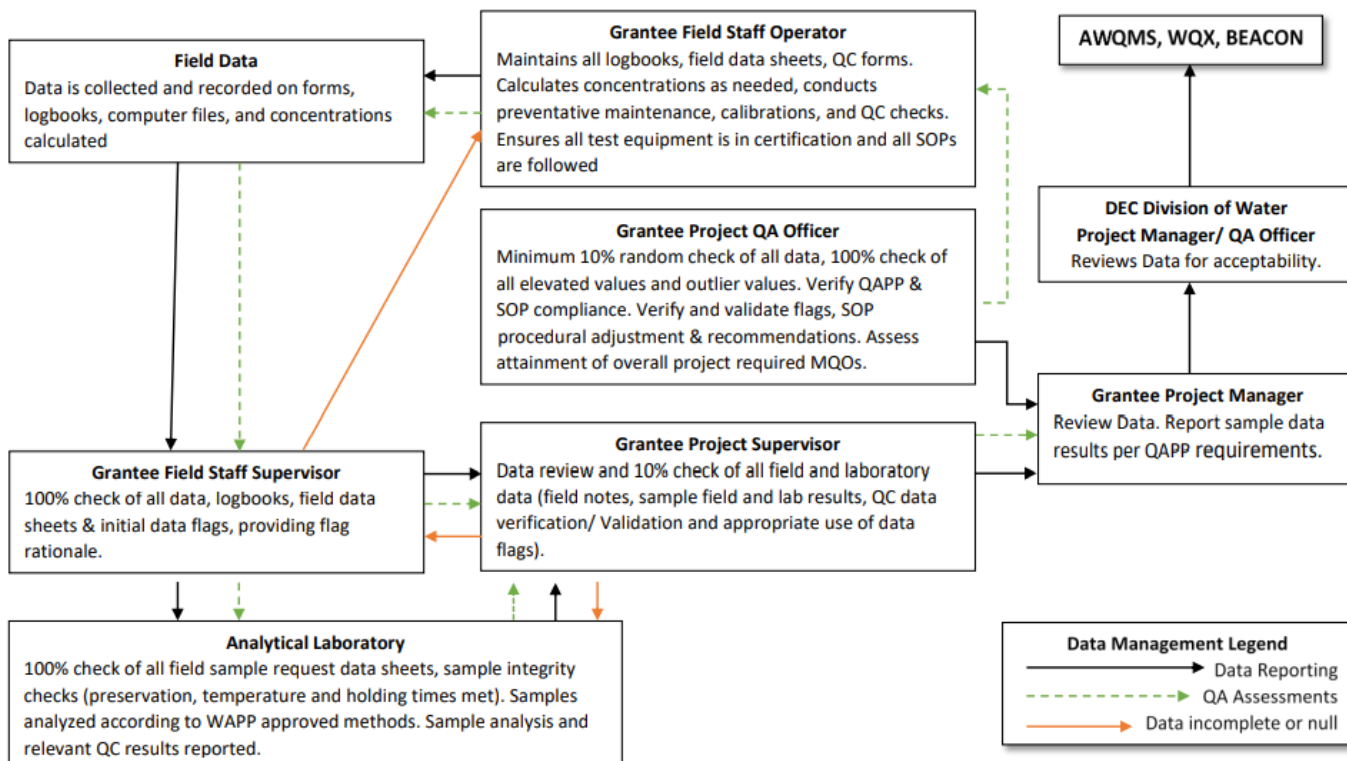 Field Data
Data is collected and recorded on forms,
logbooks, computer files, and concentrations
calculated
Grantee Field Staff Operator
Maintains all logbooks, field data sheets, QC forms.
Calculates concentrations as needed, conducts
preventative maintenance, calibrations, and QC checks.
Ensures all test equipment is in certification and all SOPs
are followed
AWQMS, WQX, BEACON
DEC Division of Water
Project Manager/ QA Officer
Reviews Data for acceptability.
Grantee Project QA Officer
Minimum 10% random check of all data, 100% check of
all elevated values and outlier values. Verify QAPP &
SOP compliance. Verify and validate flags, SOP
procedural adjustment & recommendations. Assess
attainment of overall project required MQOs.
Grantee Project Manager
Review Data. Report sample data
results per QAPP requirements.
Grantee Field Staff Supervisor
100% check of all data, logbooks, field data
sheets & initial data flags, providing flag
rationale.
Grantee Project Supervisor
Data review and 10% check of all field and laboratory
data (field notes, sample field and lab results, QC data
verification/ Validation and appropriate use of data
flags).
Analytical Laboratory
100% check of all field sample request data sheets, sample integrity
checks (preservation, temperature and holding times met). Samples
analyzed according to WAPP approved methods. Sample analysis and
relevant QC results reported.
Data Management Legend
Data Reporting
QA Assessments
Data incomplete or null